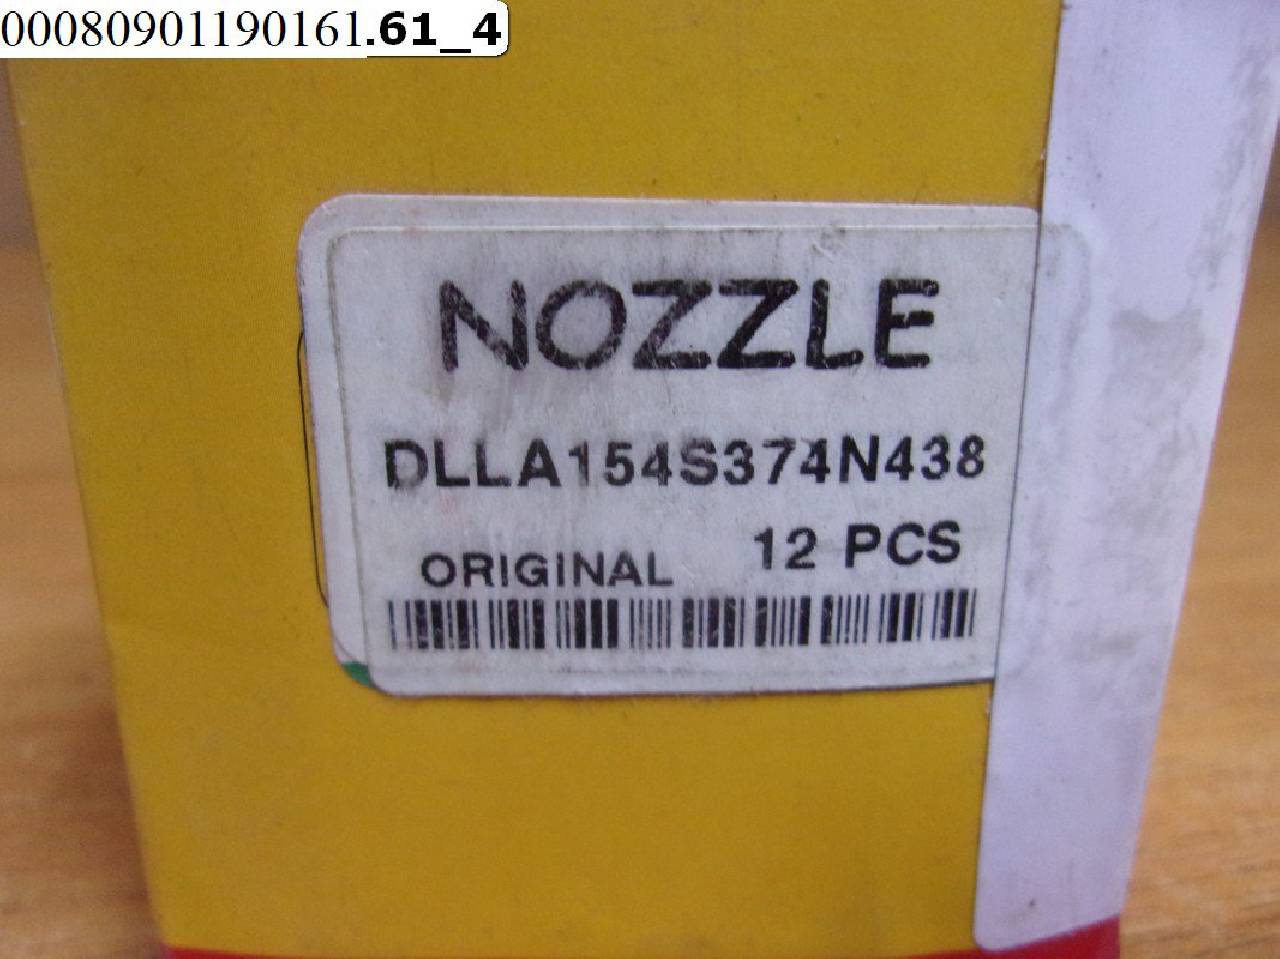 00080901190161.61_4
NOZZLE
DLLA154S374N438
ORIGINAL 12 PCS